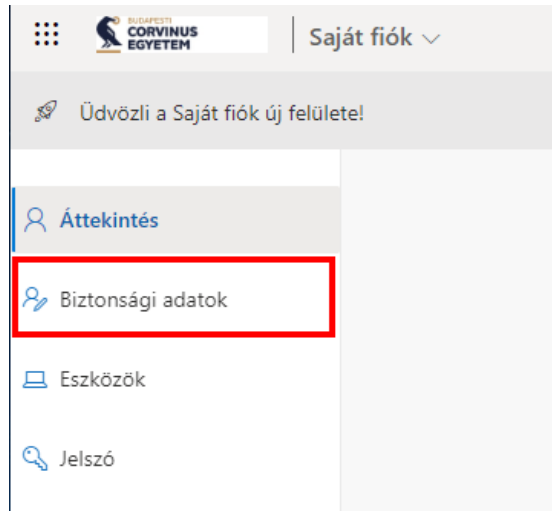 BUDAPESTI
CORVINUS
EGYETEM
Saját fiók
Üdvözli a Saját fiók új felülete!
Áttekintés
Biztonsági adatok
Eszközök
Jelszó